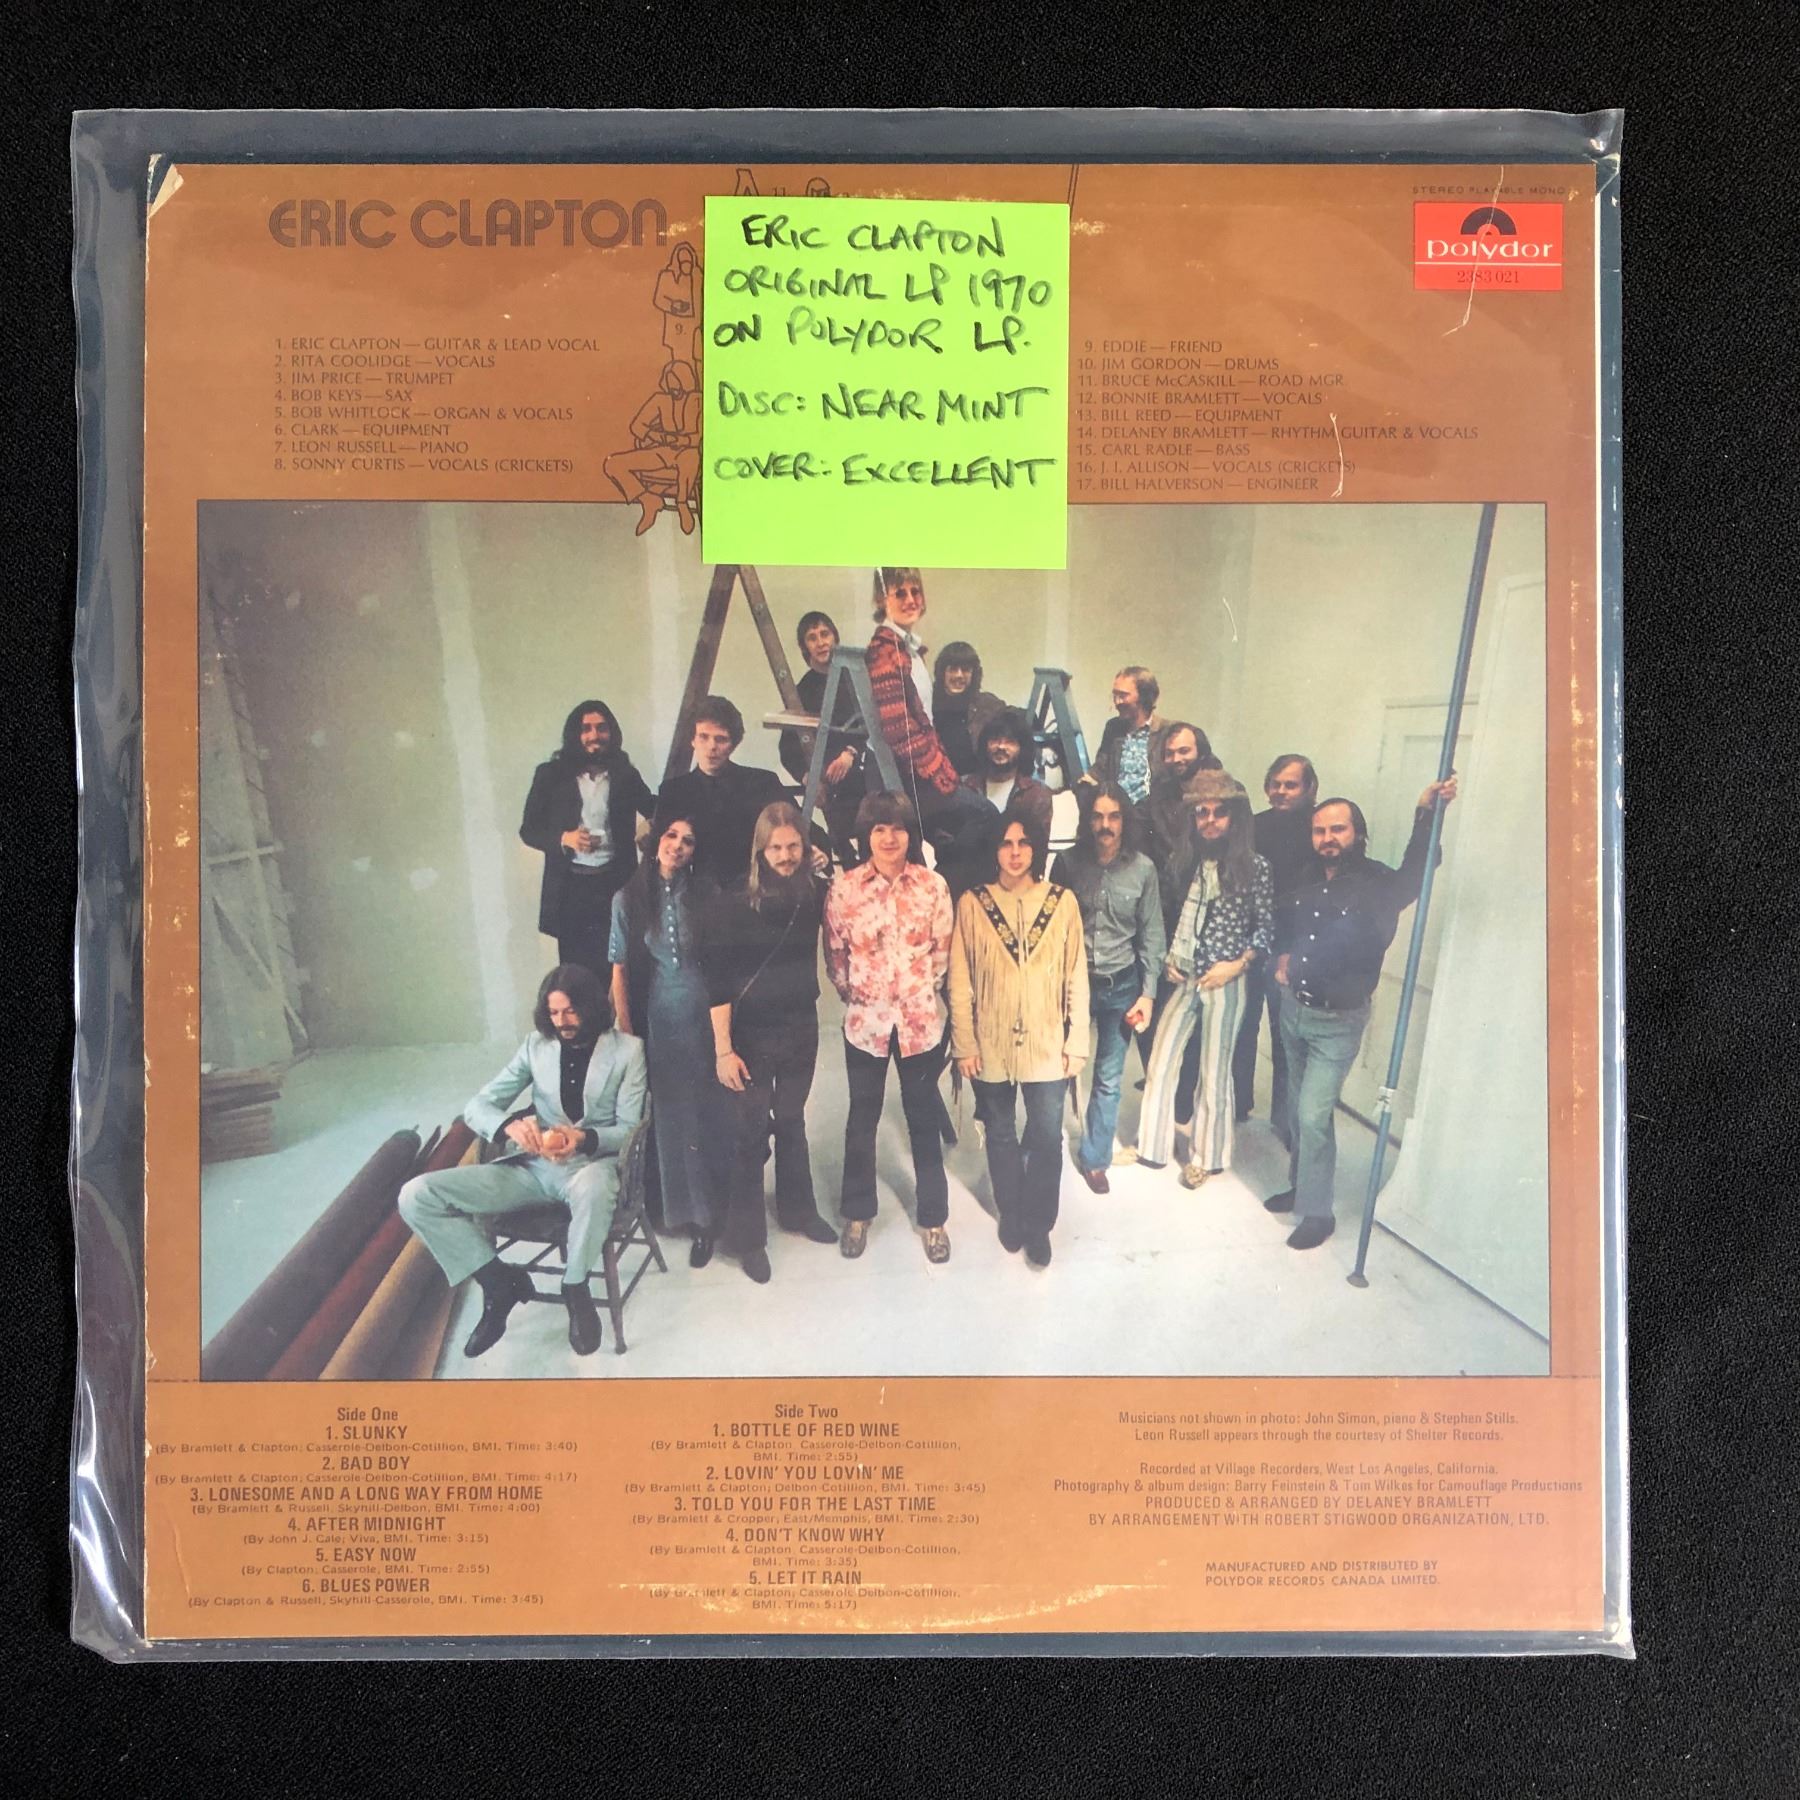 ERIC CLAPTON
11.
9.
ERIC CLAPTON
ORIGINAL LP 1970
ON POLYDOR LP.
DISC: NEAR MINT
COVER: EXCELLENT
STEREO PLAYABLE MONO
polydor
2383 021
1. ERIC CLAPTON — GUITAR & LEAD VOCAL
2. RITA COOLIDGE — VOCALS
3. JIM PRICE — TRUMPET
4. BOB KEYS — SAX
5. BOB WHITLOCK — ORGAN & VOCALS
6. CLARK — EQUIPMENT
7. LEON RUSSELL — PIANO
8. SONNY CURTIS — VOCALS (CRICKETS)
9. EDDIE — FRIEND
10. JIM GORDON — DRUMS
11. BRUCE McCASKILL — ROAD MGR.
12. BONNIE BRAMLETT — VOCALS
13. BILL REED — EQUIPMENT
14. DELANEY BRAMLETT — RHYTHM GUITAR & VOCALS
15. CARL RADLE — BASS
16. J. I. ALLISON — VOCALS (CRICKETS)
17. BILL HALVERSON — ENGINEER
Side One
1. SLUNKY
(By Bramlett & Clapton; Casserole-Delbon-Cotillion, BMI. Time: 3:40)
2. BAD BOY
(By Bramlett & Clapton; Casserole-Delbon-Cotillion, BMI. Time: 4:17)
3. LONESOME AND A LONG WAY FROM HOME
(By Bramlett & Russell, Skyhill-Delbon, BMI. Time: 4:00)
4. AFTER MIDNIGHT
(By John J. Cale; Viva, BMI. Time: 3:15)
5. EASY NOW
(By Clapton; Casserole, BMI. Time: 2:55)
6. BLUES POWER
(By Clapton & Russell, Skyhill-Casserole, BMI. Time: 3:45)
Side Two
1. BOTTLE OF RED WINE
(By Bramlett & Clapton, Casserole-Delbon-Cotillion,
BMI. Time: 2:55)
2. LOVIN' YOU LOVIN' ME
(By Bramlett & Clapton; Delbon-Cotillion, BMI. Time: 3:45)
3. TOLD YOU FOR THE LAST TIME
(By Bramlett & Cropper, East/Memphis, BMI. Time: 2:30)
4. DON'T KNOW WHY
(By Bramlett & Clapton, Casserole-Delbon-Cotillion,
BMI. Time: 3:35)
5. LET IT RAIN
(By Bramlett & Clapton; Casserole Delbon-Cotillion,
BMI. Time: 5:17)
Musicians not shown in photo: John Simon, piano & Stephen Stills.
Leon Russell appears through the courtesy of Shelter Records.
Recorded at Village Recorders, West Los Angeles, California.
Photography & album design: Barry Feinstein & Tom Wilkes for Camouflage Productions
PRODUCED & ARRANGED BY DELANEY BRAMLETT
BY ARRANGEMENT WITH ROBERT STIGWOOD ORGANIZATION, LTD.
MANUFACTURED AND DISTRIBUTED BY
POLYDOR RECORDS CANADA LIMITED.